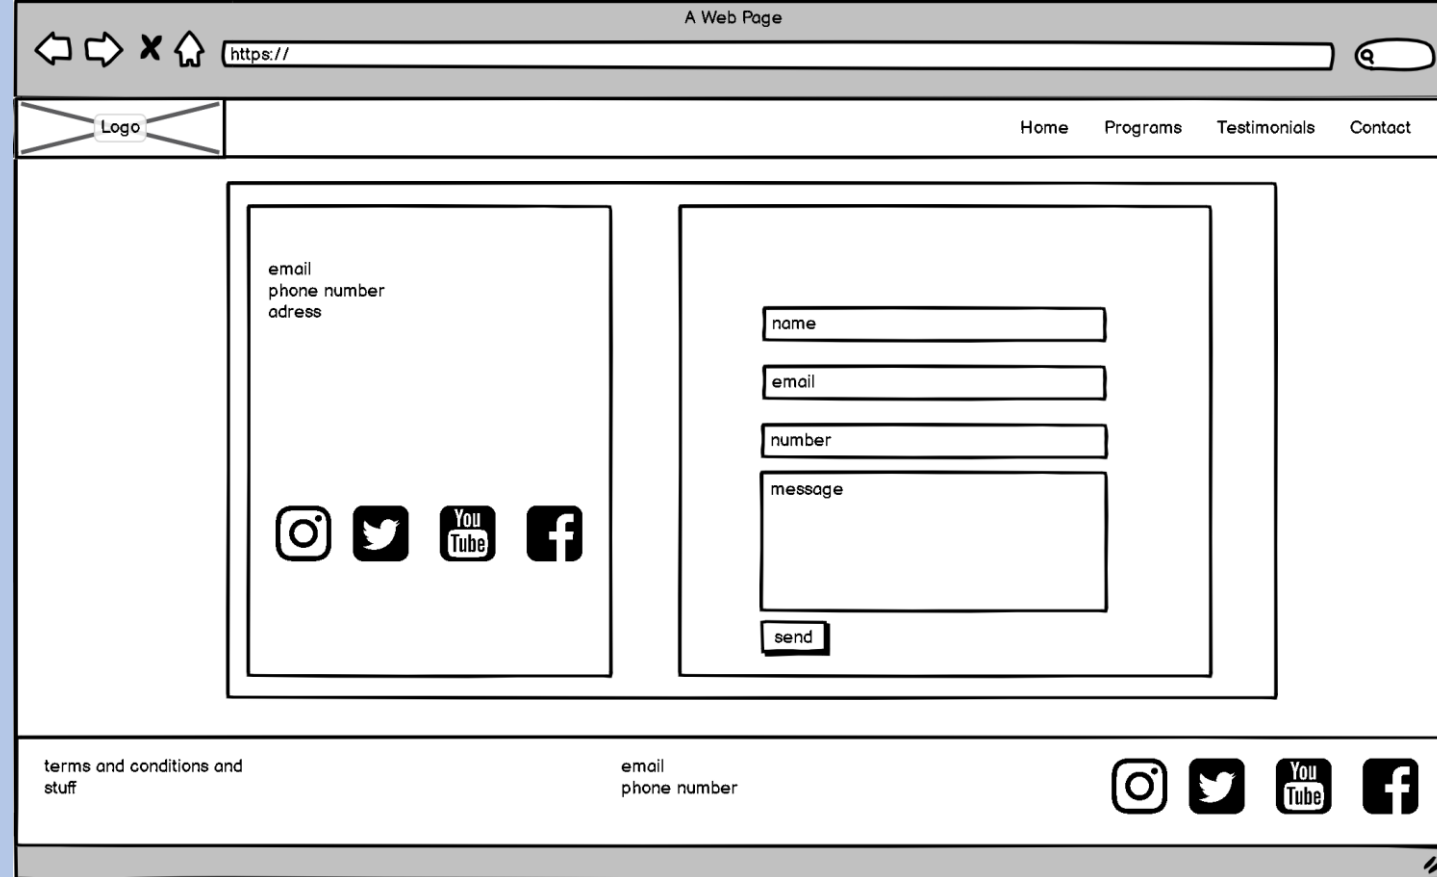 A Web Page
https://
Logo
Home Programs Testimonials Contact
email
phone number
adress
You
Tube
name
email
number
message
send
terms and conditions and
stuff
email
phone number
You
Tube